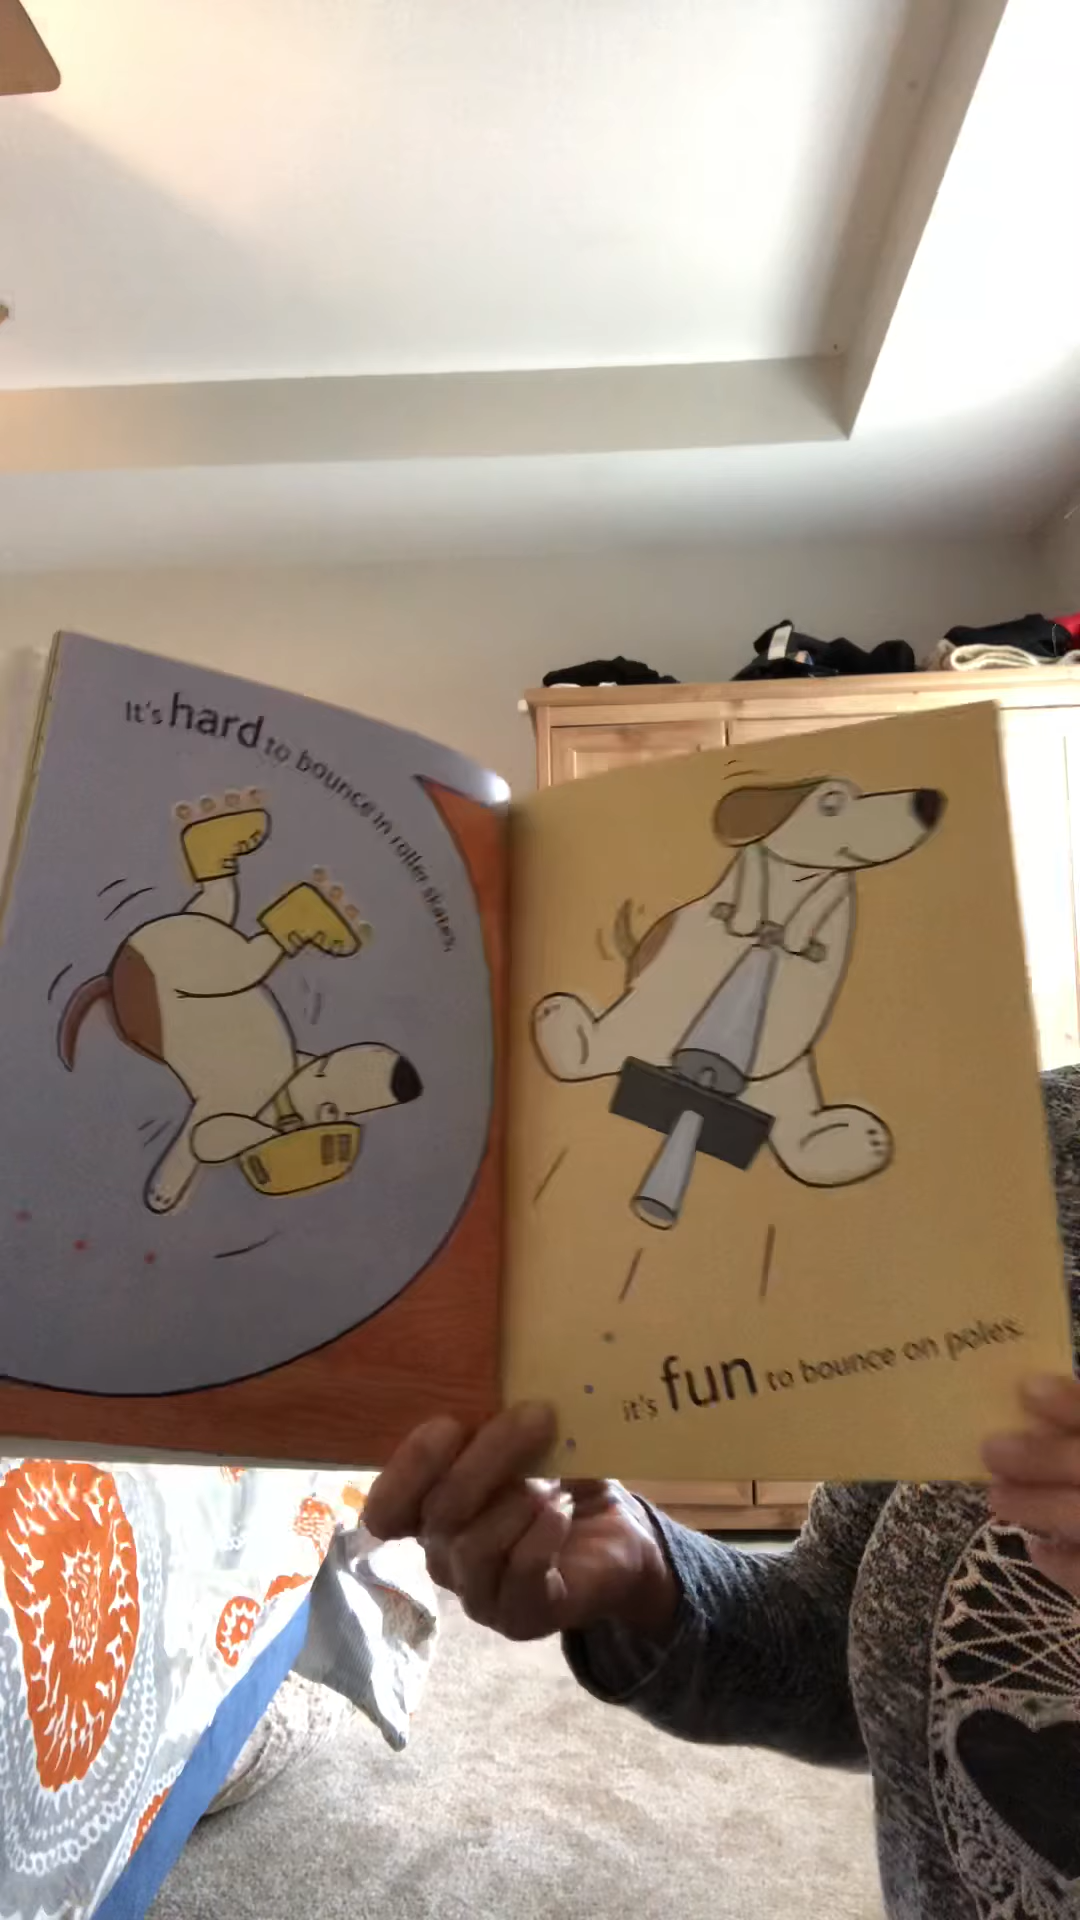 It's hard to bounce in roller skates,
it's fun to bounce on poles.